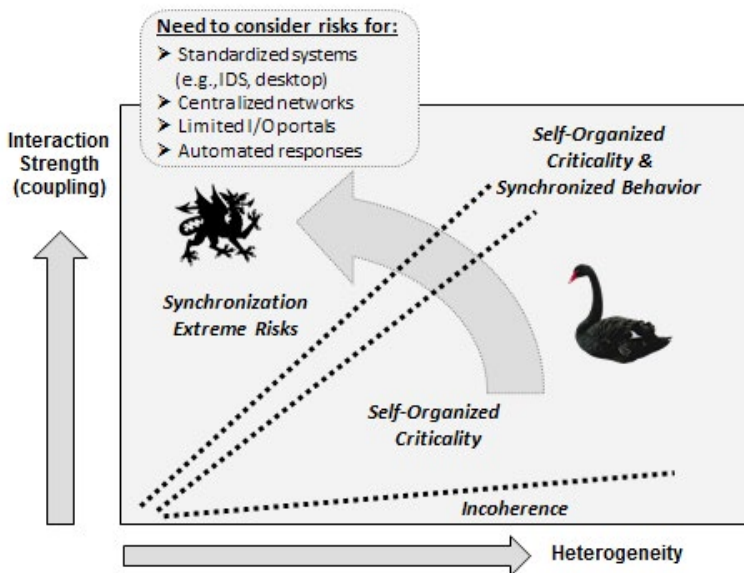 Need to consider risks for:
➤ Standardized systems
(e.g., IDS, desktop)
➤ Centralized networks
➤ Limited I/O portals
➤ Automated responses
Interaction
Strength
(coupling)
Self-Organized
Criticality &
Synchronized Behavior
Synchronization
Extreme Risks
Self-Organized
Criticality
Incoherence
Heterogeneity